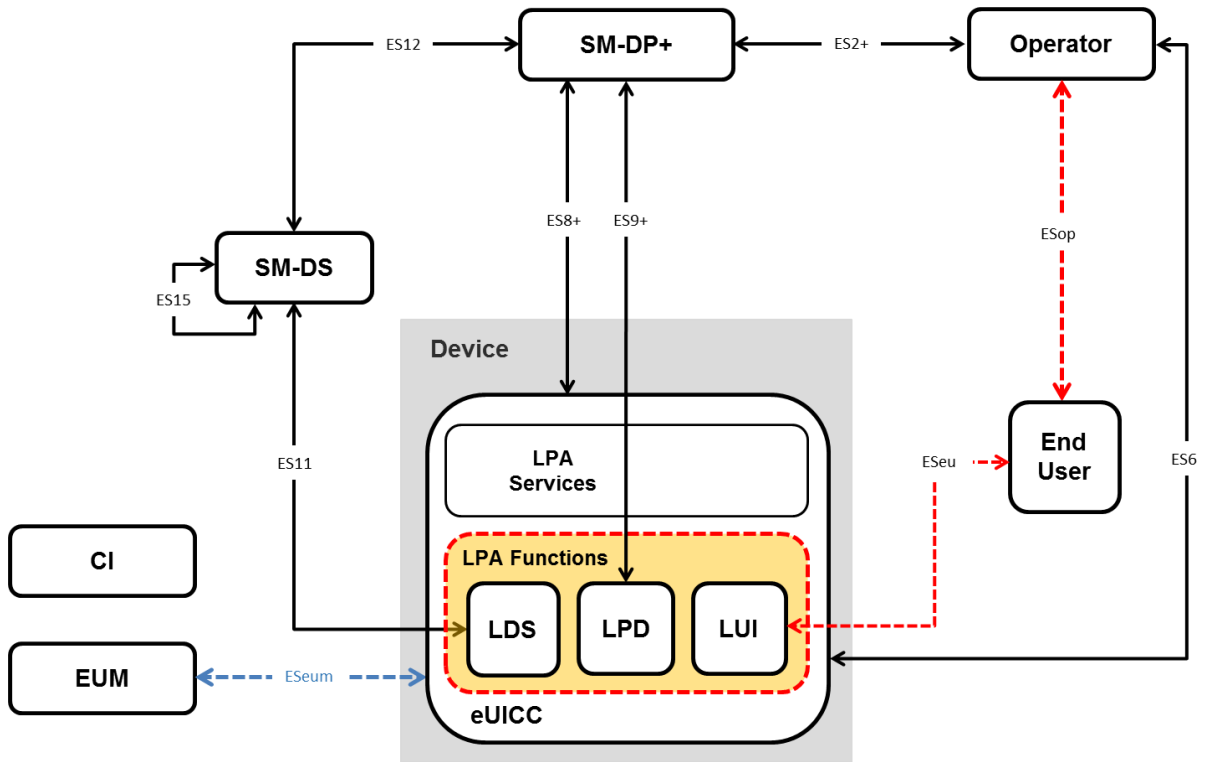 ES12
SM-DP+
ES2+
Operator
ES8+
ES9+
ESop
SM-DS
ES15
Device
ES11
LPA
Services
ESeu
End
User
ES6
CI
LPA Functions
LDS
LPD
LUI
EUM
ESeum
eUICC